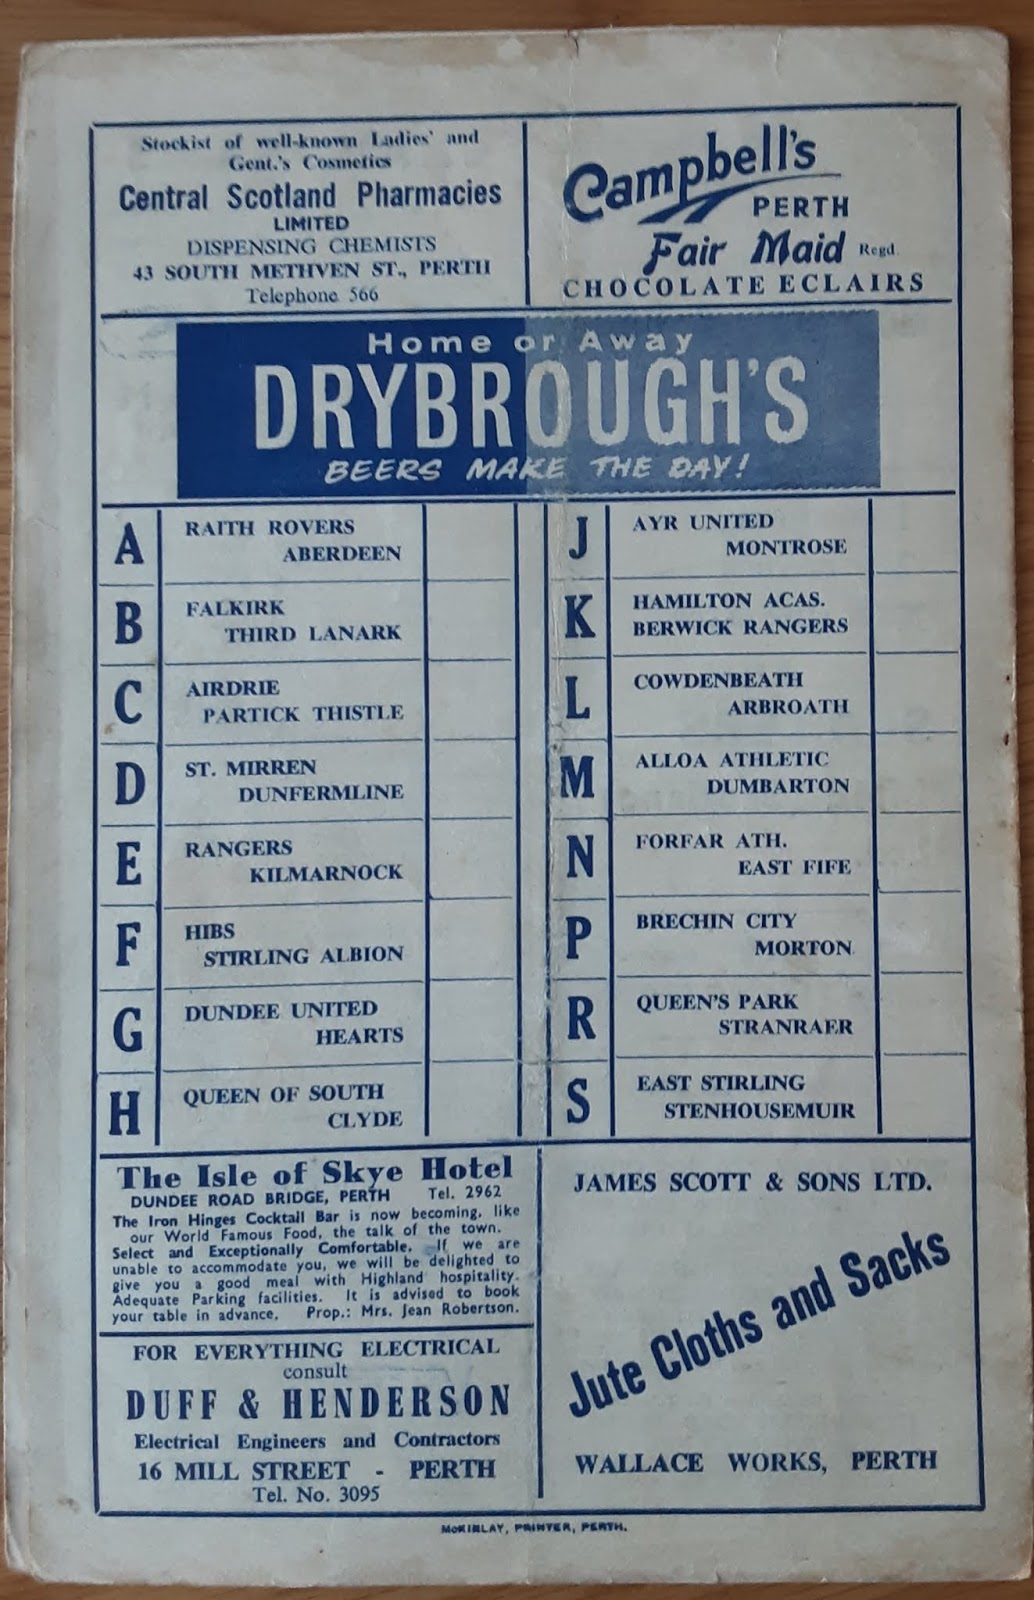 Stockist of well-known Ladies' and
Gent.'s Cosmetics
Central Scotland Pharmacies
LIMITED
DISPENSING CHEMISTS
43 SOUTH METHVEN ST., PERTH
Telephone 566
Campbell's
PERTH
Fair Maid Regd.
CHOCOLATE ECLAIRS
Home or Away
DRYBROUGH'S
BEERS MAKE THE DAY!
A
RAITH ROVERS
ABERDEEN
B
FALKIRK
THIRD LANARK
C
AIRDRIE
PARTICK THISTLE
D
ST. MIRREN
DUNFERMLINE
E
RANGERS
KILMARNOCK
F
HIBS
STIRLING ALBION
G
DUNDEE UNITED
HEARTS
H
QUEEN OF SOUTH
CLYDE
J
AYR UNITED
MONTROSE
K
HAMILTON ACAS.
BERWICK RANGERS
L
COWDENBEATH
ARBROATH
M
ALLOA ATHLETIC
DUMBARTON
N
FORFAR ATH.
EAST FIFE
P
BRECHIN CITY
MORTON
R
QUEEN'S PARK
STRANRAER
S
EAST STIRLING
STENHOUSEMUIR
The Isle of Skye Hotel
DUNDEE ROAD BRIDGE, PERTH Tel. 2962
The Iron Hinges Cocktail Bar is now becoming, like
our World Famous Food, the talk of the town.
Select and Exceptionally Comfortable. If we are
unable to accommodate you, we will be delighted to
give you a good meal with Highland hospitality.
Adequate Parking facilities. It is advised to book
your table in advance. Prop.: Mrs. Jean Robertson.
FOR EVERYTHING ELECTRICAL
consult
DUFF & HENDERSON
Electrical Engineers and Contractors
16 MILL STREET - PERTH
Tel. No. 3095
JAMES SCOTT & SONS LTD.
Jute Cloths and Sacks
WALLACE WORKS, PERTH
McKINLAY, PRINTER, PERTH.